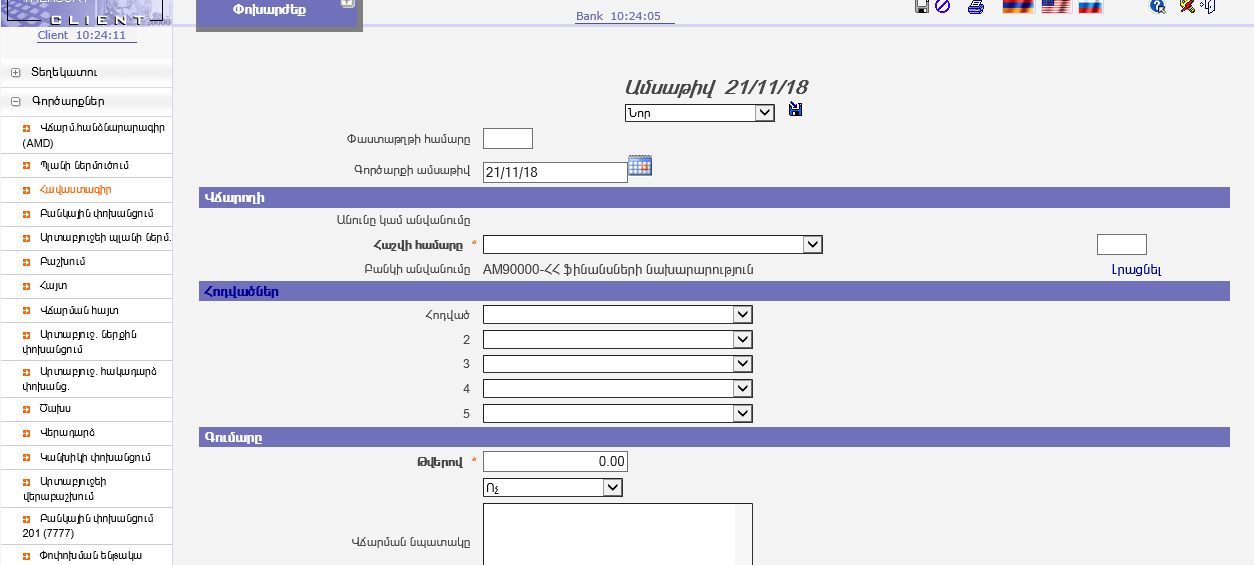 CLIENT 2000
Client 10:24:11
Փոխարժեք
Bank 10:24:05
Տեղեկատու
Գործարքներ
Վճարմ.հանձնարարագիր
(AMD)
Պլանի ներմուծում
Հավաստագիր
Բանկային փոխանցում
Արտաբյուջեի պլանի ներմ.
Բաշխում
Հայտ
Վճարման հայտ
Արտաբյուջ. ներքին
փոխանցում
Արտաբյուջ. հակադարձ
փոխանց.
Ծախս
Վերադարձ
Կանխիկի փոխանցում
Արտաբյուջեի
վերաբաշխում
Բանկային փոխանցում
201 (7777)
Փոփոխման ենթակա
Ամսաթիվ 21/11/18
Նոր
Փաստաթղթի համարը
Գործարքի ամսաթիվ 21/11/18
Վճարողի
Անունը կամ անվանումը
Հաշվի համարը *
Բանկի անվանումը AM90000-ՀՀ ֆինանսների նախարարություն Լրացնել
Հոդվածներ
Հոդված
2
3
4
5
Գումարը
Թվերով * 0.00
Ոչ
Վճարման նպատակը